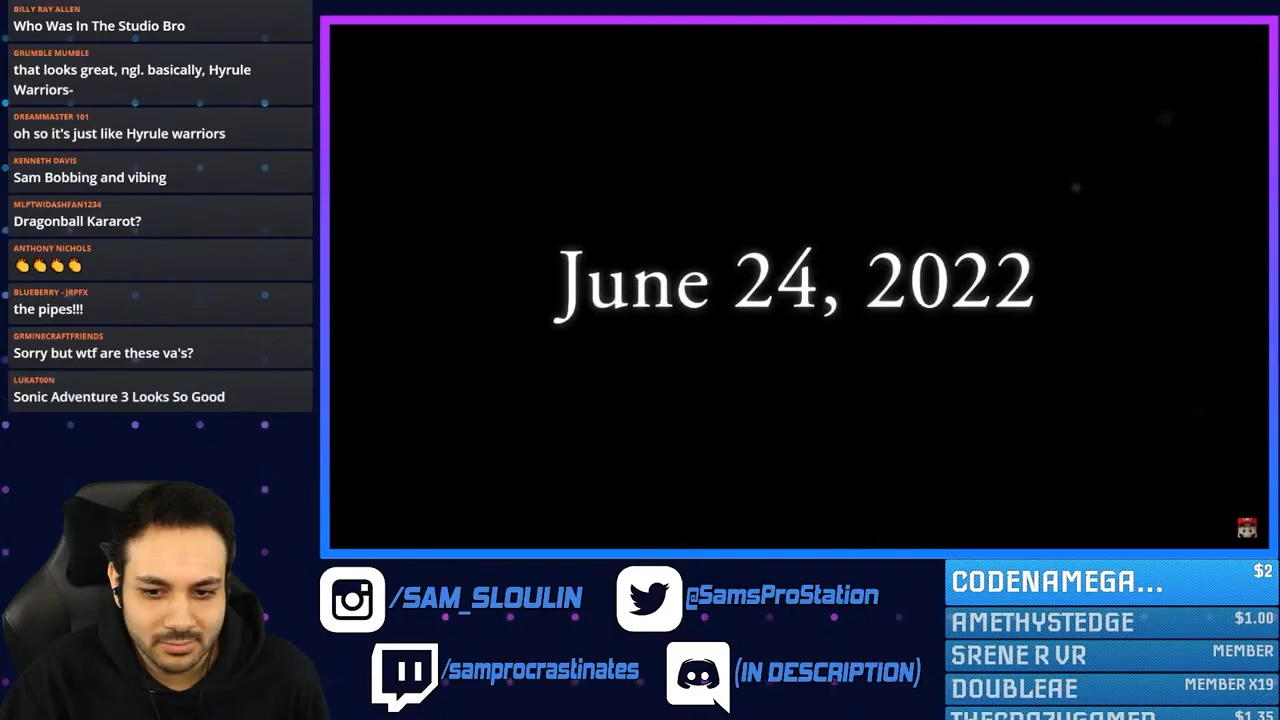 BILLY RAY ALLEN
Who Was In The Studio Bro
GRUMBLE MUMBLE
that looks great, ngl. basically, Hyrule
Warriors-
DREAMMASTER 101
oh so it's just like Hyrule warriors
KENNETH DAVIS
Sam Bobbing and vibing
MLPTWIDASHFAN1234
Dragonball Kararot?
ANTHONY NICHOLS
👏👏👏👏
BLUEBERRY - JRPFX
the pipes!!!
GRMINECRAFTFRIENDS
Sorry but wtf are these va's?
LUKAT00N
Sonic Adventure 3 Looks So Good
June 24, 2022
/SAM_SLOULIN
@SamsProStation
/samprocrastinates
(IN DESCRIPTION)
CODENAMEGA... $2
AMETHYSTEDGE $1.00
SRENE R VR MEMBER
DOUBLEAE MEMBER X19
THECRAZYGAMER $1.35